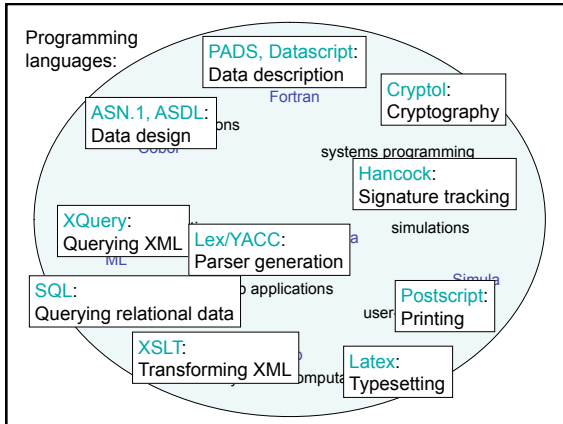 Programming
languages:
PADS, Datascript:
Data description
Fortran
Cryptol:
Cryptography
ASN.1, ASDL:
Data design
systems programming
Hancock:
Signature tracking
XQuery:
Querying XML
ML
Lex/YACC:
Parser generation
simulations
SQL:
Querying relational data
applications
Simula
Postscript:
Printing
XSLT:
Transforming XML
Latex:
Typesetting